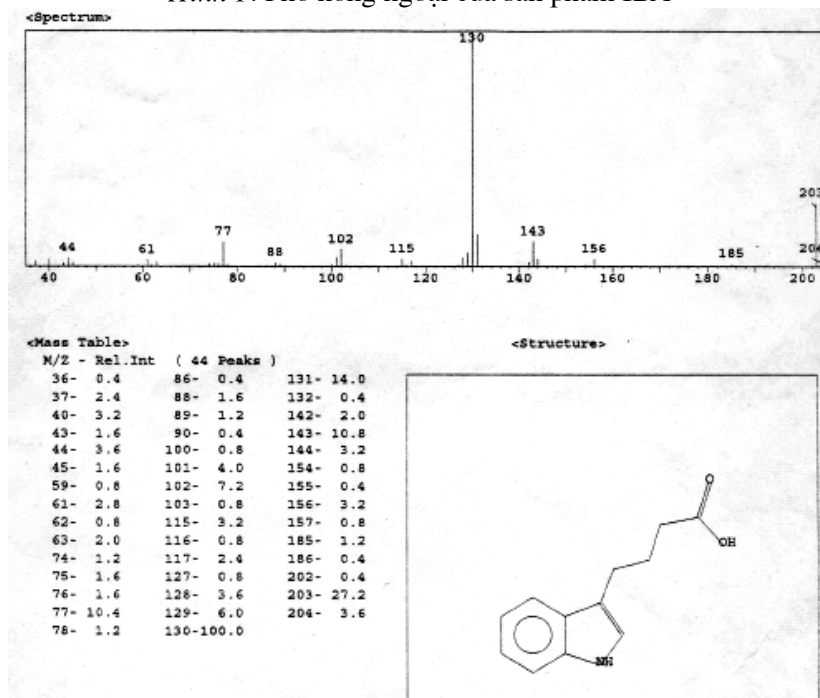 Hình 1. Phổ hồng ngoại của sản phẩm
<Spectrum>
130
203
77
143
44
61
88
102
115
156
185
204
40 60 80 100 120 140 160 180 200
<Mass Table>
M/Z - Rel.Int ( 44 Peaks )
36- 0.4 86- 0.4 131- 14.0
37- 2.4 88- 1.6 132- 0.4
40- 3.2 89- 1.2 142- 2.0
43- 1.6 90- 0.4 143- 10.8
44- 3.6 100- 0.8 144- 3.2
45- 1.6 101- 4.0 154- 0.8
59- 0.8 102- 7.2 155- 0.4
61- 2.8 103- 0.8 156- 3.2
62- 0.8 115- 3.2 157- 0.8
63- 2.0 116- 0.8 185- 1.2
74- 1.2 117- 2.4 186- 0.4
75- 1.6 127- 0.8 202- 0.4
76- 1.6 128- 3.6 203- 27.2
77- 10.4 129- 6.0 204- 3.6
78- 1.2 130-100.0
<Structure>
O
OH
NH